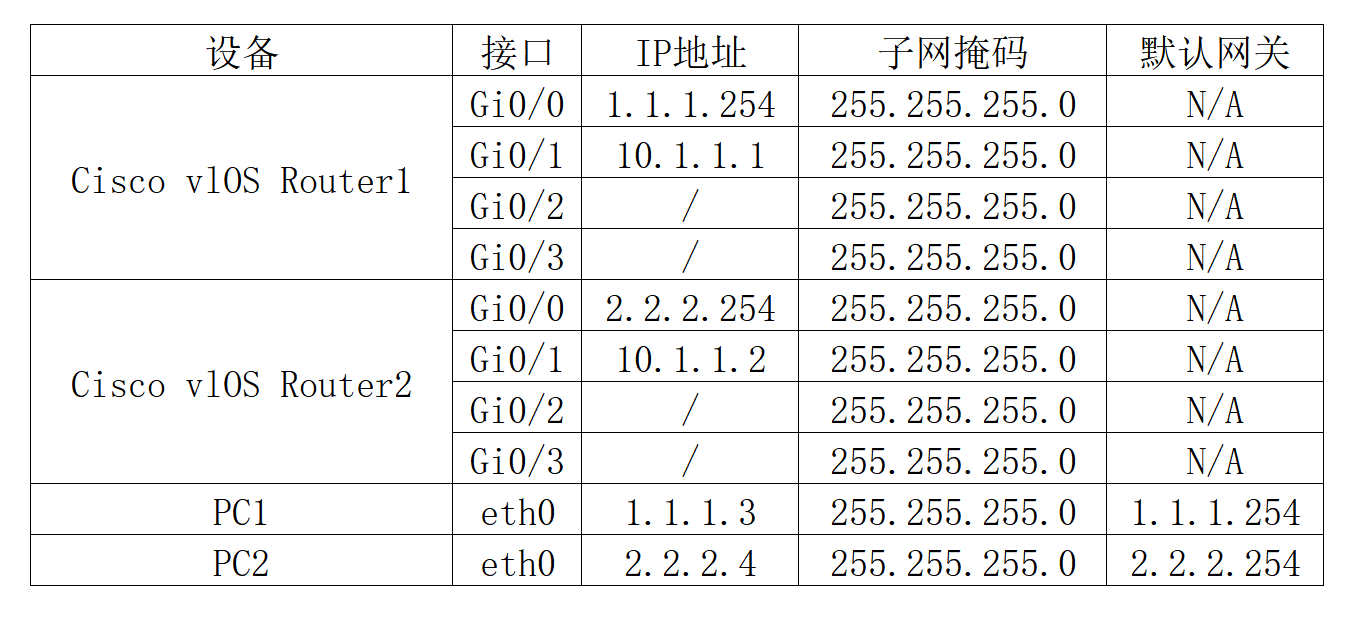 设备 接口 IP地址 子网掩码 默认网关
Cisco vlOS Router1 Gi0/0 1.1.1.254 255.255.255.0 N/A
Gi0/1 10.1.1.1 255.255.255.0 N/A
Gi0/2 / 255.255.255.0 N/A
Gi0/3 / 255.255.255.0 N/A
Cisco vlOS Router2 Gi0/0 2.2.2.254 255.255.255.0 N/A
Gi0/1 10.1.1.2 255.255.255.0 N/A
Gi0/2 / 255.255.255.0 N/A
Gi0/3 / 255.255.255.0 N/A
PC1 eth0 1.1.1.3 255.255.255.0 1.1.1.254
PC2 eth0 2.2.2.4 255.255.255.0 2.2.2.254